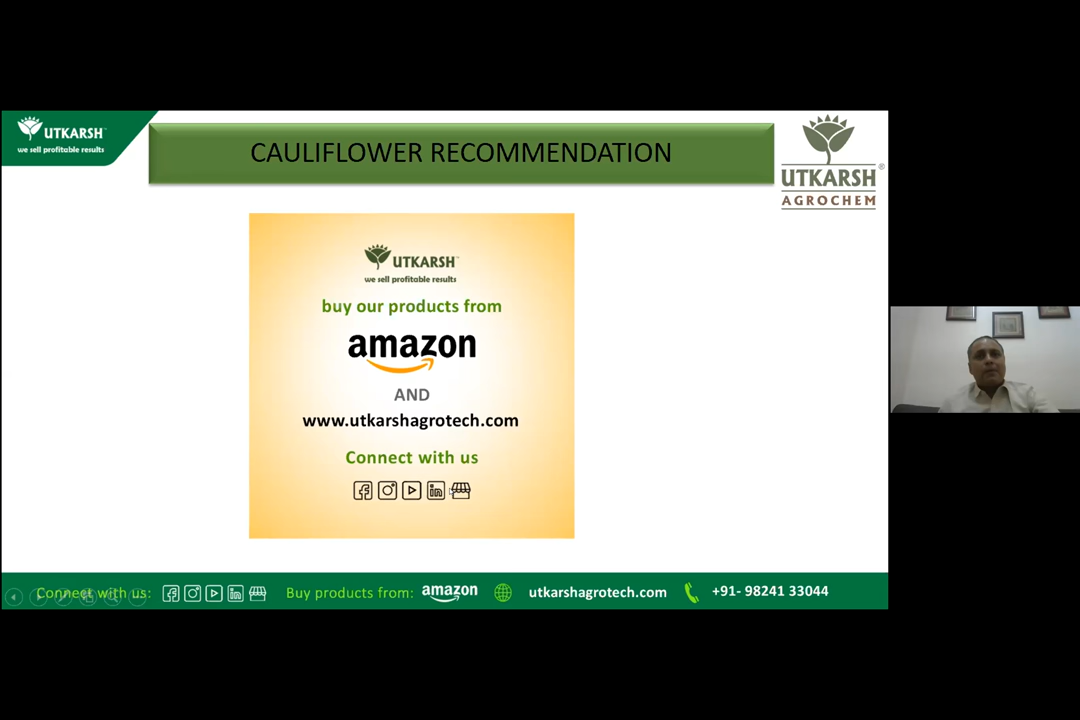 UTKARSH
we sell profitable results
CAULIFLOWER RECOMMENDATION
UTKARSH®
AGROCHEM
UTKARSH™
we sell profitable results
buy our products from
amazon
AND
www.utkarshagrotech.com
Connect with us
Connect with us:
Buy products from: amazon
utkarshagrotech.com
+91- 98241 33044